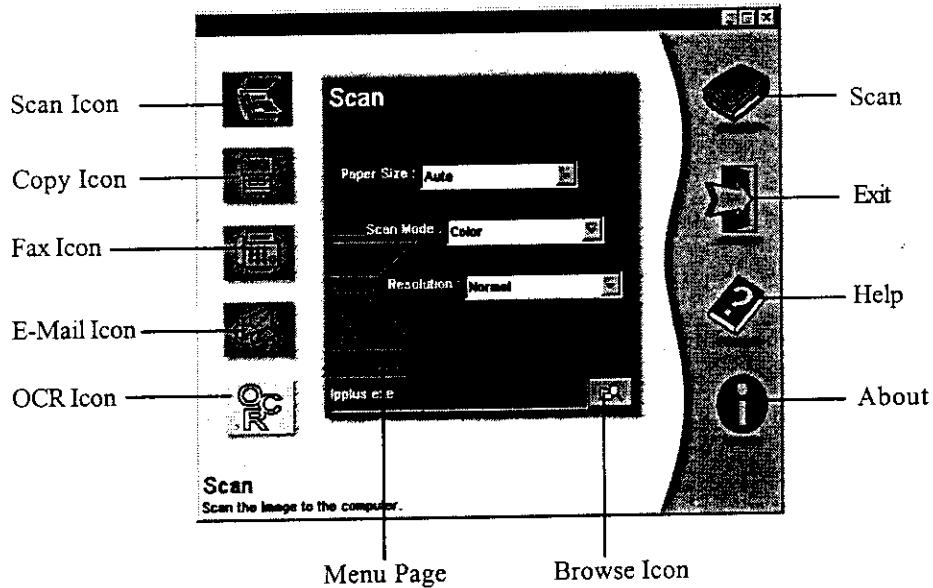 Scan Icon
Copy Icon
Fax Icon
E-Mail Icon
OCR Icon
Scan
Paper Size : Auto
Scan Mode : Color
Resolution : Normal
OCR
Scan
Scan the image to the computer.
Scan
Exit
?
Help
i
About
Menu Page
Browse Icon